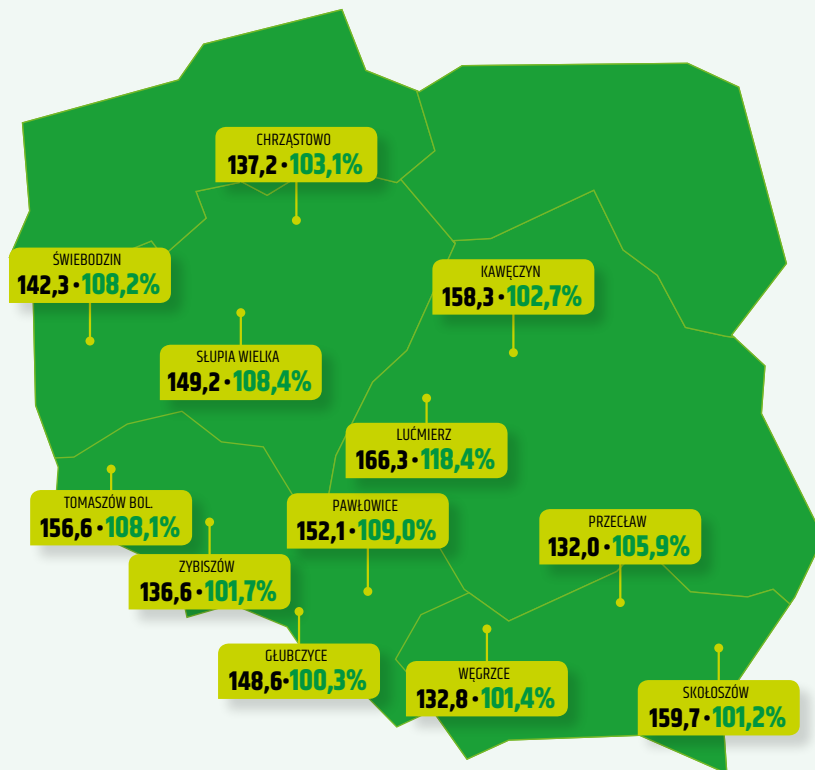 CHRZĄSTOWO
137,2 • 103,1%
ŚWIEBODZIN
142,3 • 108,2%
KAWĘCZYN
158,3 • 102,7%
SŁUPIA WIELKA
149,2 • 108,4%
LUĆMIERZ
166,3 • 118,4%
TOMASZÓW BOL.
156,6 • 108,1%
PAWŁOWICE
152,1 • 109,0%
PRZECŁAW
132,0 • 105,9%
ZYBISZÓW
136,6 • 101,7%
GŁUBCZYCE
148,6•100,3%
WĘGRZCE
132,8 • 101,4%
SKOŁOSZÓW
159,7 • 101,2%